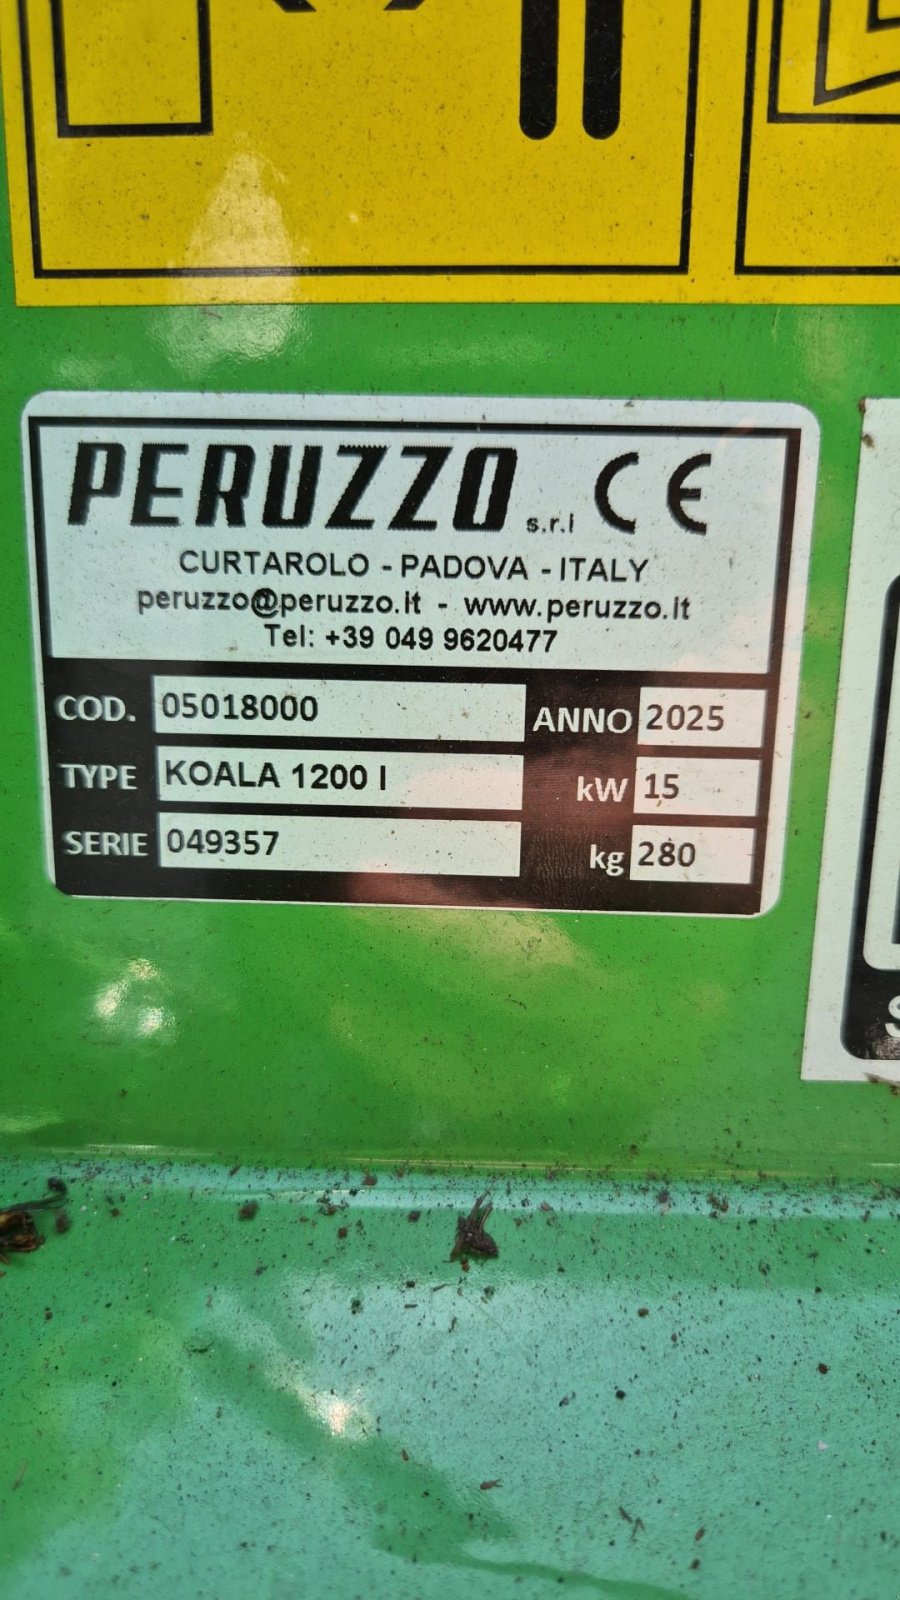 PERUZZO s.r.l CE
CURTAROLO - PADOVA - ITALY
peruzzo@peruzzo.it - www.peruzzo.it
Tel: +39 049 9620477
COD. 05018000 ANNO 2025
TYPE KOALA 1200 I kW 15
SERIE 049357 kg 280